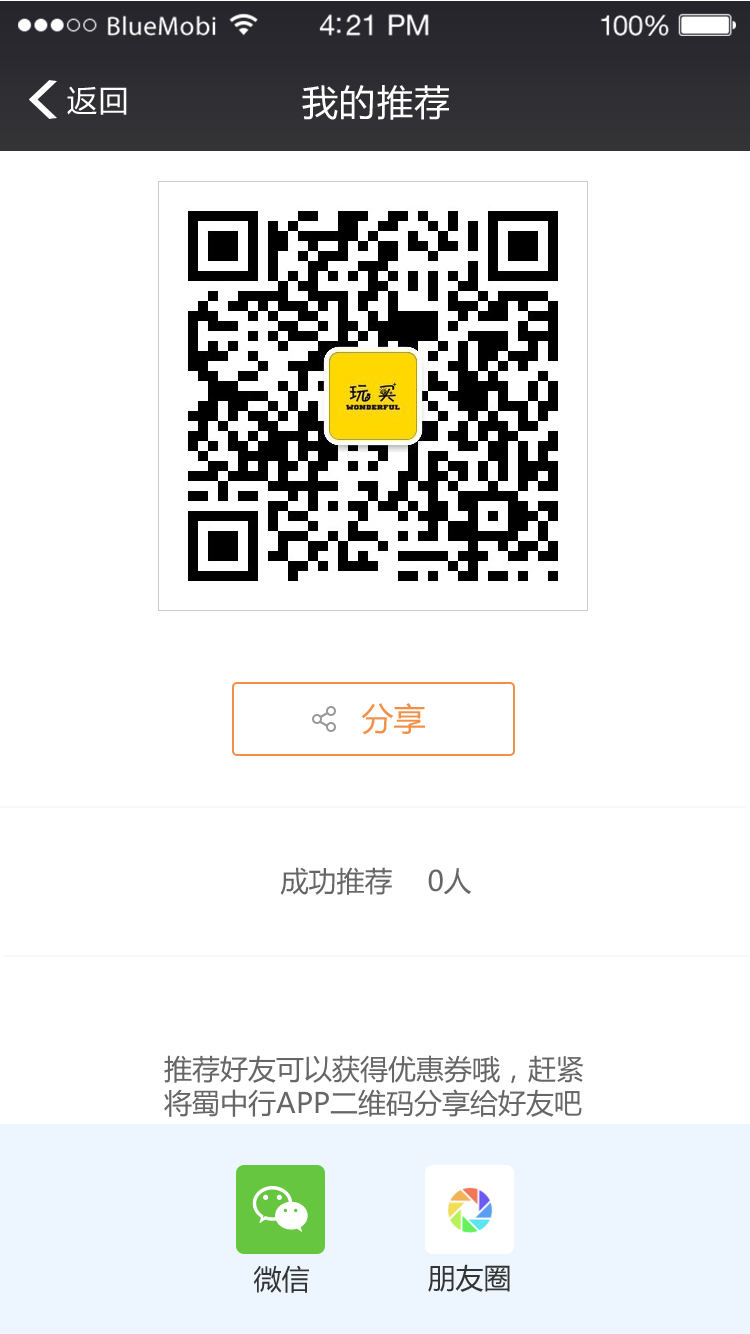 BlueMobi 4:21 PM 100%
返回 我的推荐
玩买
WONDERFUL
分享
成功推荐 0人
推荐好友可以获得优惠券哦，赶紧
将蜀中行APP二维码分享给好友吧
微信 朋友圈